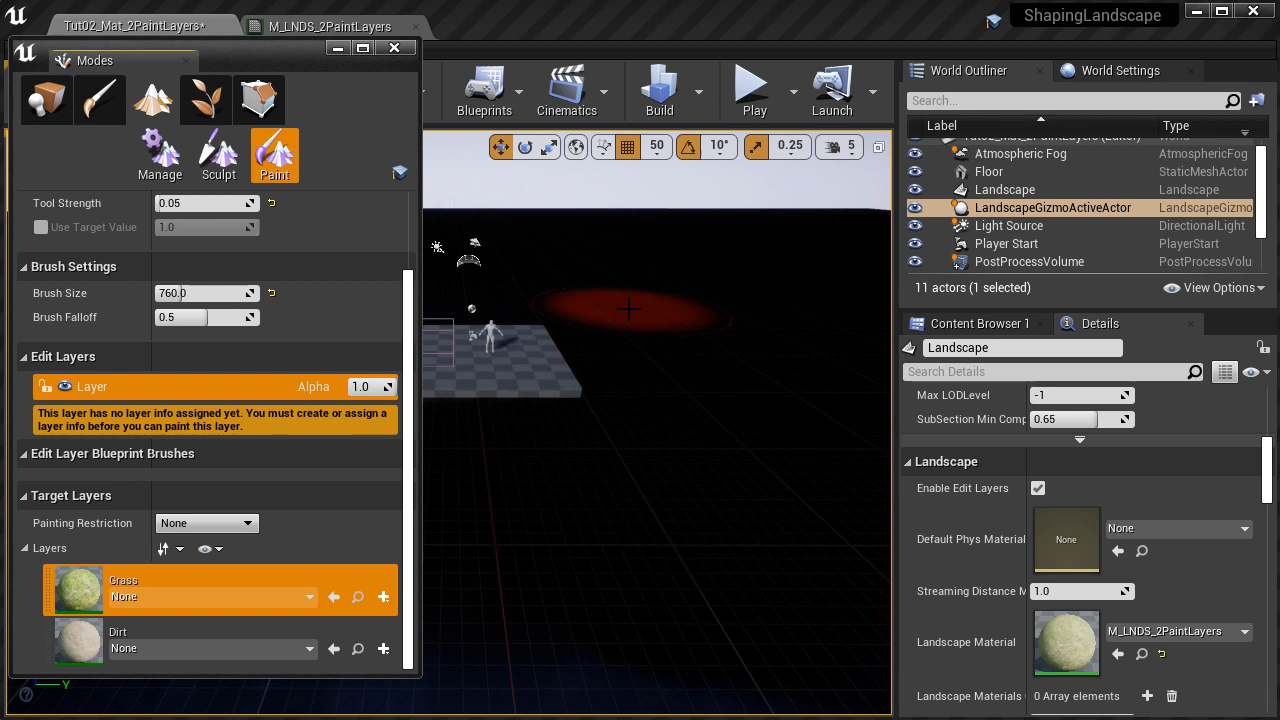 Tut02_Mat_2PaintLayers*
M_LNDS_2PaintLayers
ShapingLandscape
Modes
Manage
Sculpt
Paint
Tool Strength
0.05
Use Target Value
1.0
Brush Settings
Brush Size
760.0
Brush Falloff
0.5
Edit Layers
Layer
Alpha
1.0
This layer has no layer info assigned yet. You must create or assign a
layer info before you can paint this layer.
Edit Layer Blueprint Brushes
Target Layers
Painting Restriction
None
Layers
Grass
None
Dirt
None
Blueprints
Cinematics
Build
Play
Launch
50
10°
0.25
5
Y
World Outliner
World Settings
Search...
Label
Type
Atmospheric Fog
AtmosphericFog
Floor
StaticMeshActor
Landscape
Landscape
LandscapeGizmoActiveActor
LandscapeGizmo
Light Source
DirectionalLight
Player Start
PlayerStart
PostProcessVolume
PostProcessVolu
11 actors (1 selected)
View Options
Content Browser 1
Details
Landscape
Search Details
Max LODLevel
-1
SubSection Min Comp
0.65
Landscape
Enable Edit Layers
Default Phys Material
None
None
Streaming Distance M
1.0
Landscape Material
M_LNDS_2PaintLayers
Landscape Materials
0 Array elements